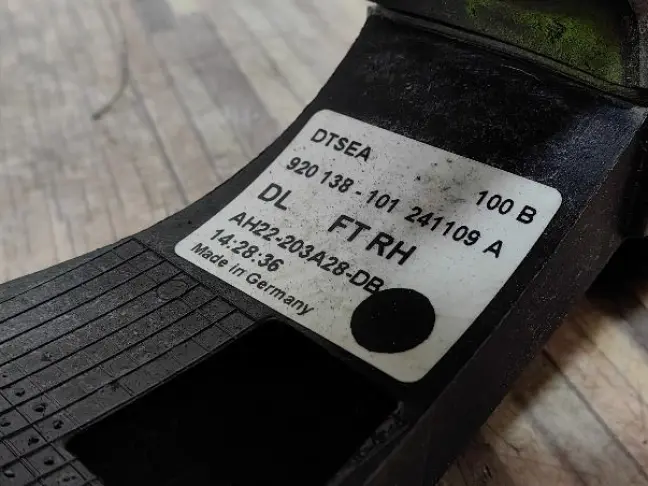 DTSEA 100 B
920 138 - 101 241109 A
DL FT RH
AH22-203A28-DB
14:28:36
Made in Germany